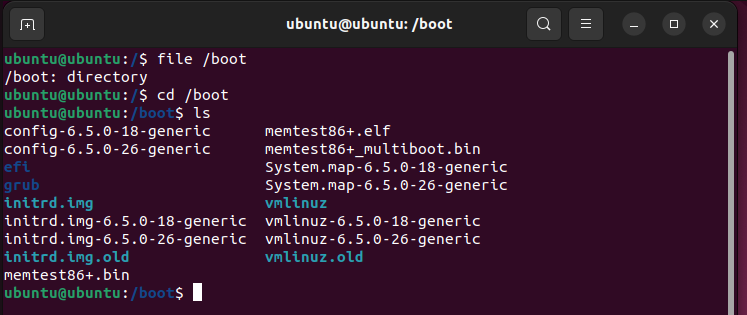 ubuntu@ubuntu: /boot
ubuntu@ubuntu:/$ file /boot
/boot: directory
ubuntu@ubuntu:/$ cd /boot
ubuntu@ubuntu:/boot$ ls
config-6.5.0-18-generic      memtest86+.elf
config-6.5.0-26-generic      memtest86+_multiboot.bin
efi                          System.map-6.5.0-18-generic
grub                         System.map-6.5.0-26-generic
initrd.img                   vmlinuz
initrd.img-6.5.0-18-generic  vmlinuz-6.5.0-18-generic
initrd.img-6.5.0-26-generic  vmlinuz-6.5.0-26-generic
initrd.img.old               vmlinuz.old
memtest86+.bin
ubuntu@ubuntu:/boot$